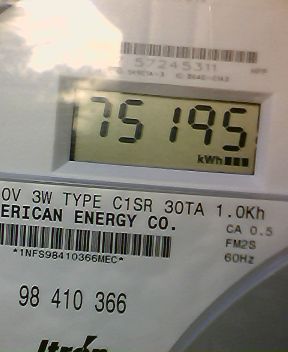 57245311
75195
kWh
0V 3W TYPE C1SR 30TA 1.0Kh
ERICAN ENERGY CO.
CA 0.5
FM2S
60Hz
*1NFS98410366MEC*
98 410 366
Itrón